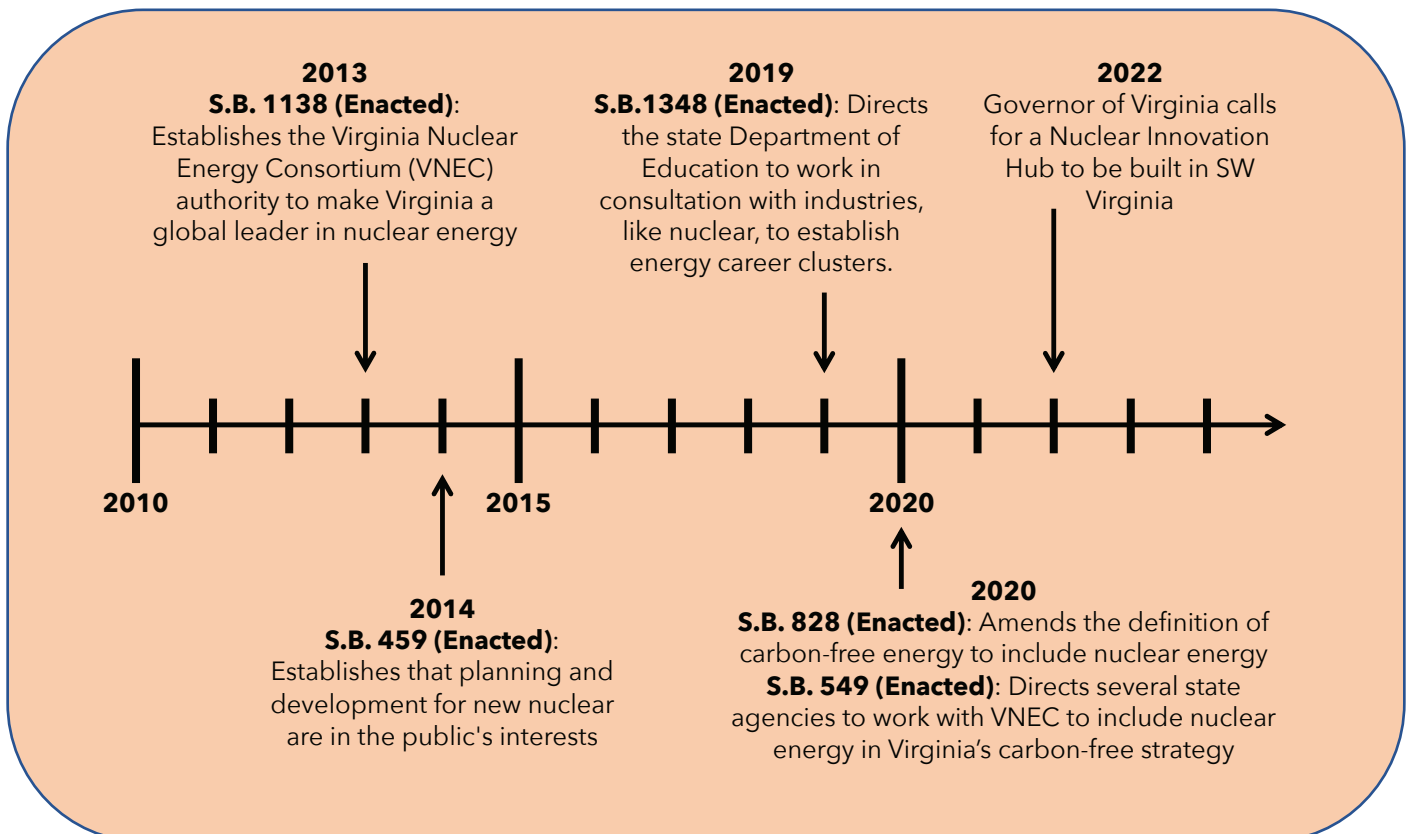 2013
S.B. 1138 (Enacted):
Establishes the Virginia Nuclear
Energy Consortium (VNEC)
authority to make Virginia a
global leader in nuclear energy
2019
S.B.1348 (Enacted): Directs
the state Department of
Education to work in
consultation with industries,
like nuclear, to establish
energy career clusters.
2022
Governor of Virginia calls
for a Nuclear Innovation
Hub to be built in SW
Virginia
2010
2015
2020
2014
S.B. 459 (Enacted):
Establishes that planning and
development for new nuclear
are in the public's interests
2020
S.B. 828 (Enacted): Amends the definition of
carbon-free energy to include nuclear energy
S.B. 549 (Enacted): Directs several state
agencies to work with VNEC to include nuclear
energy in Virginia’s carbon-free strategy